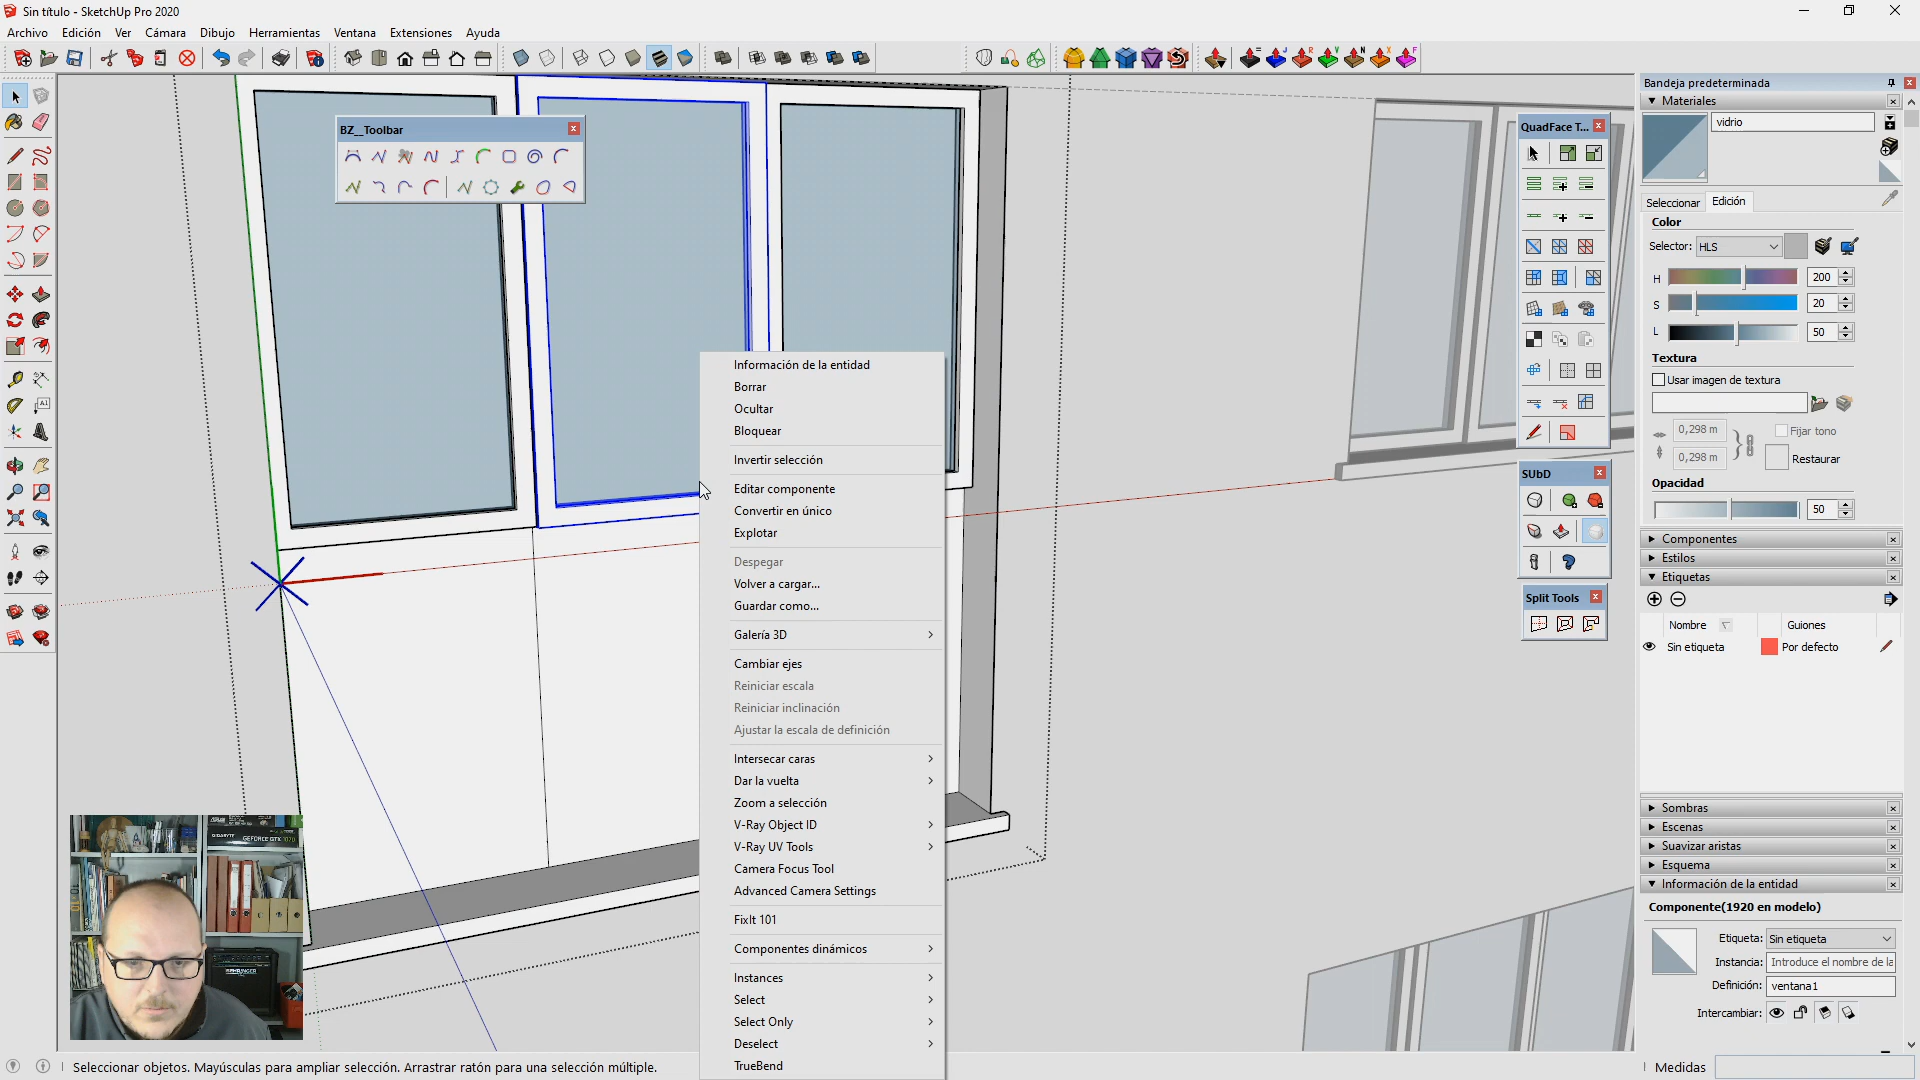 Sin título - SketchUp Pro 2020
Archivo Edición Ver Cámara Dibujo Herramientas Ventana Extensiones Ayuda
BZ__Toolbar
QuadFace T...
SUbD
Split Tools
Información de la entidad
Borrar
Ocultar
Bloquear
Invertir selección
Editar componente
Convertir en único
Explotar
Despegar
Volver a cargar...
Guardar como...
Galería 3D
Cambiar ejes
Reiniciar escala
Reiniciar inclinación
Ajustar la escala de definición
Intersecar caras
Dar la vuelta
Zoom a selección
V-Ray Object ID
V-Ray UV Tools
Camera Focus Tool
Advanced Camera Settings
FixIt 101
Componentes dinámicos
Instances
Select
Select Only
Deselect
TrueBend
Bandeja predeterminada
Materiales
vidrio
Seleccionar Edición
Color
Selector: HLS
H 200
S 20
L 50
Textura
Usar imagen de textura
0,298 m Fijar tono
0,298 m Restaurar
Opacidad
50
Componentes
Estilos
Etiquetas
Nombre Guiones
Sin etiqueta Por defecto
Sombras
Escenas
Suavizar aristas
Esquema
Información de la entidad
Componente(1920 en modelo)
Etiqueta: Sin etiqueta
Instancia: Introduce el nombre de la
Definición: ventana1
Intercambiar:
GIGABYTE
GEFORCE GTX 1070
BEHRINGER
Seleccionar objetos. Mayúsculas para ampliar selección. Arrastrar ratón para una selección múltiple.
Medidas